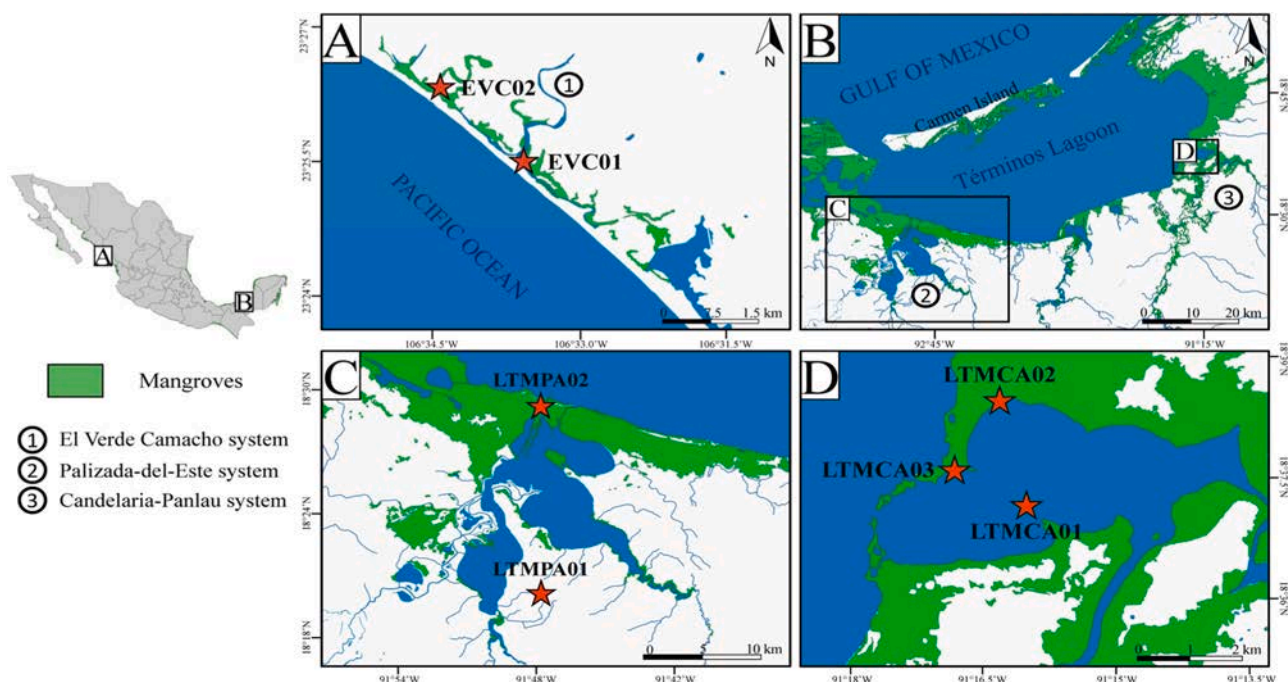 A
23°27'N
23°25.5'N
23°24'N
EVC02
1
EVC01
PACIFIC OCEAN
N
0 7.5 1.5 km
106°34.5'W 106°33.0'W 106°31.5'W
B
GULF OF MEXICO
Carmen Island
Términos Lagoon
N
18°45'N
D
3
C
2
0 10 20 km
92°45'W 91°15'W
A
B
Mangroves
1 El Verde Camacho system
2 Palizada-del-Este system
3 Candelaria-Panlau system
C
18°30'N
18°24'N
18°18'N
LTMPA02
LTMPA01
0 5 10 km
91°54'W 91°48'W 91°42'W
D
LTMCA02
LTMCA03
LTMCA01
18°39'N
18°36'N
0 1 2 km
91°18'W 91°16.5'W 91°15'W 91°13.5'W